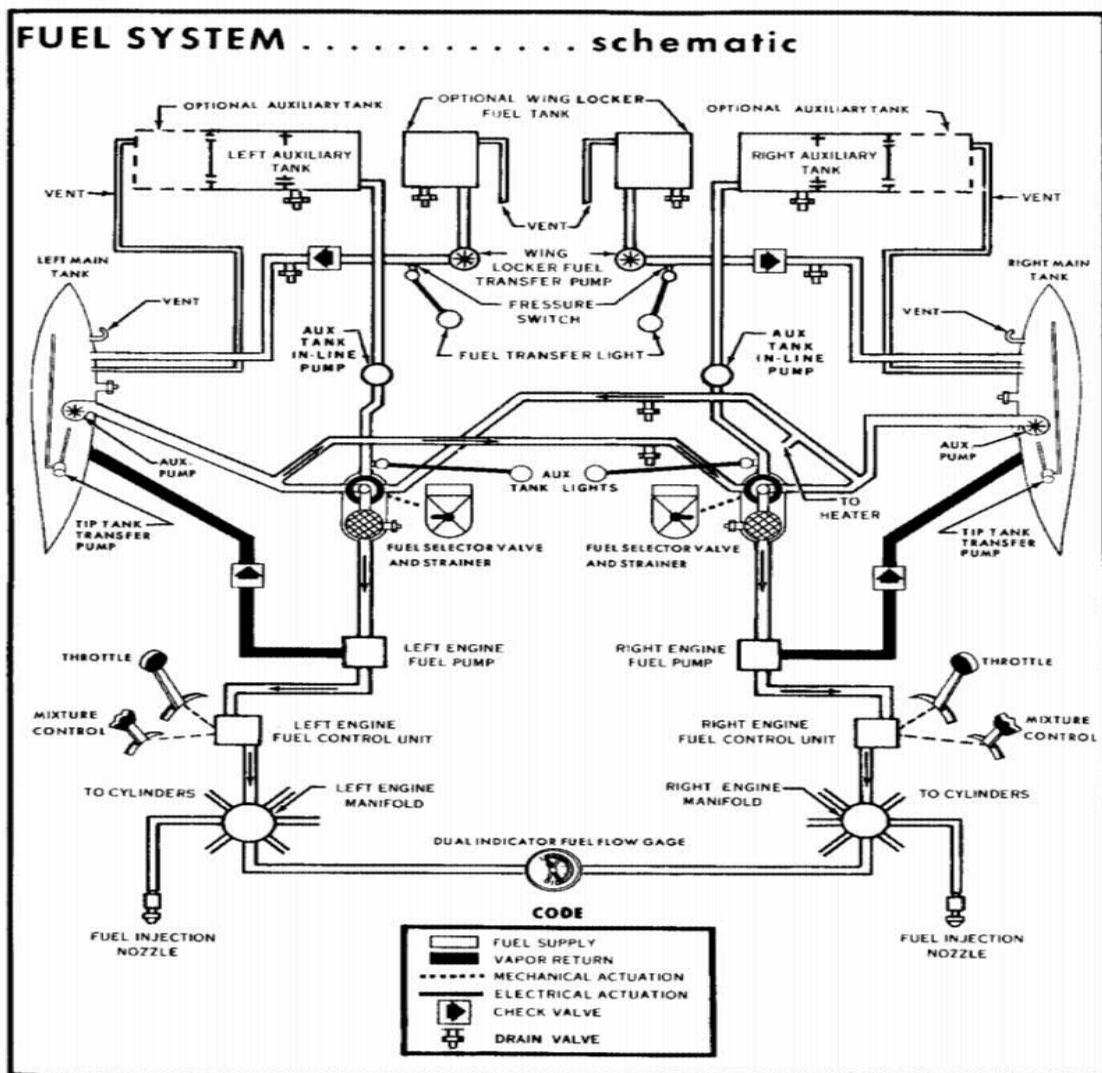 FUEL SYSTEM . . . . . . . . . . . . schematic
OPTIONAL AUXILIARY TANK
OPTIONAL WING LOCKER
FUEL TANK
OPTIONAL AUXILIARY TANK
LEFT AUXILIARY
TANK
RIGHT AUXILIARY
TANK
VENT
VENT
VENT
LEFT MAIN
TANK
WING
LOCKER FUEL
TRANSFER PUMP
RIGHT MAIN
TANK
VENT
PRESSURE
SWITCH
VENT
AUX
TANK
IN-LINE
PUMP
FUEL TRANSFER LIGHT
AUX
TANK
IN-LINE
PUMP
AUX.
PUMP
AUX
TANK LIGHTS
AUX.
PUMP
TO
HEATER
TIP TANK
TRANSFER
PUMP
FUEL SELECTOR VALVE
AND STRAINER
FUEL SELECTOR VALVE
AND STRAINER
TIP TANK
TRANSFER
PUMP
LEFT ENGINE
FUEL PUMP
RIGHT ENGINE
FUEL PUMP
THROTTLE
THROTTLE
MIXTURE
CONTROL
LEFT ENGINE
FUEL CONTROL UNIT
RIGHT ENGINE
FUEL CONTROL UNIT
MIXTURE
CONTROL
TO CYLINDERS
LEFT ENGINE
MANIFOLD
RIGHT ENGINE
MANIFOLD
TO CYLINDERS
DUAL INDICATOR FUEL FLOW GAGE
FUEL INJECTION
NOZZLE
FUEL INJECTION
NOZZLE
CODE
FUEL SUPPLY
VAPOR RETURN
MECHANICAL ACTUATION
ELECTRICAL ACTUATION
CHECK VALVE
DRAIN VALVE